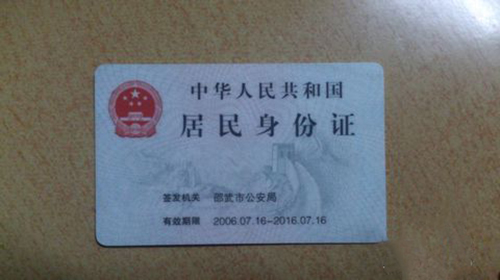 中华人民共和国
居民身份证
签发机关 邵武市公安局
有效期限 2006.07.16-2016.07.16